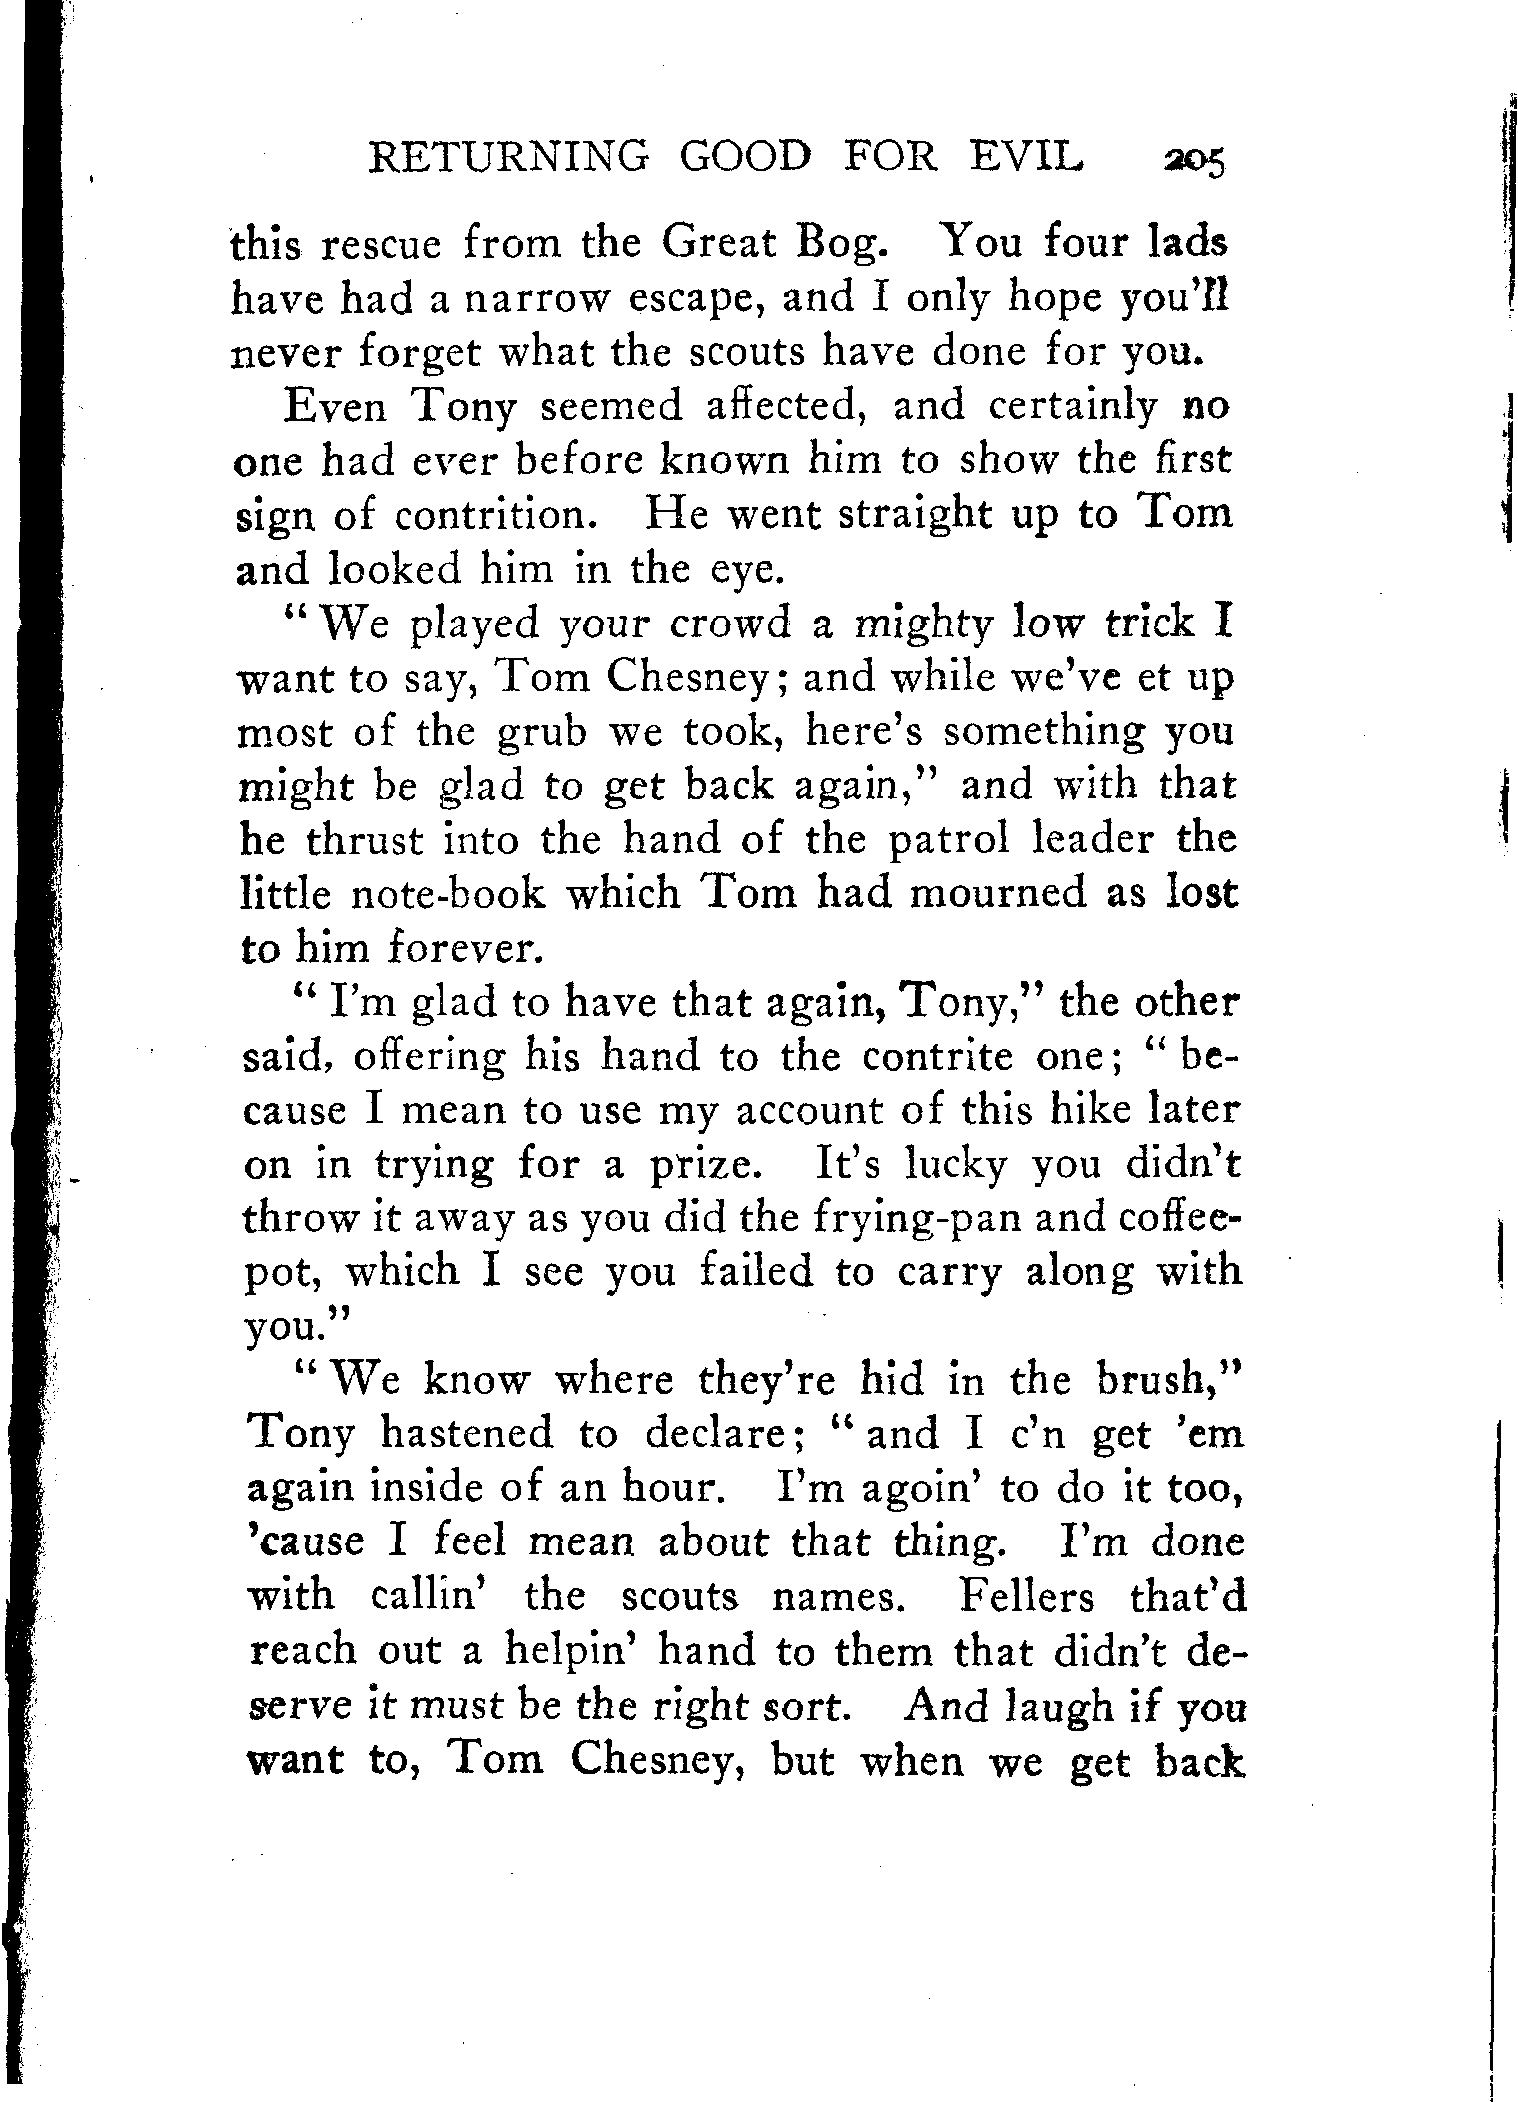 RETURNING GOOD FOR EVIL 205
this rescue from the Great Bog. You four lads
have had a narrow escape, and I only hope you'll
never forget what the scouts have done for you.
Even Tony seemed affected, and certainly no
one had ever before known him to show the first
sign of contrition. He went straight up to Tom
and looked him in the eye.
“ We played your crowd a mighty low trick I
want to say, Tom Chesney; and while we've et up
most of the grub we took, here's something you
might be glad to get back again,” and with that
he thrust into the hand of the patrol leader the
little note-book which Tom had mourned as lost
to him forever.
“ I'm glad to have that again, Tony,” the other
said, offering his hand to the contrite one; “ be-
cause I mean to use my account of this hike later
on in trying for a prize. It's lucky you didn't
throw it away as you did the frying-pan and coffee-
pot, which I see you failed to carry along with
you.”
“ We know where they're hid in the brush,”
Tony hastened to declare; “ and I c'n get 'em
again inside of an hour. I'm agoin' to do it too,
'cause I feel mean about that thing. I'm done
with callin' the scouts names. Fellers that'd
reach out a helpin' hand to them that didn't de-
serve it must be the right sort. And laugh if you
want to, Tom Chesney, but when we get back